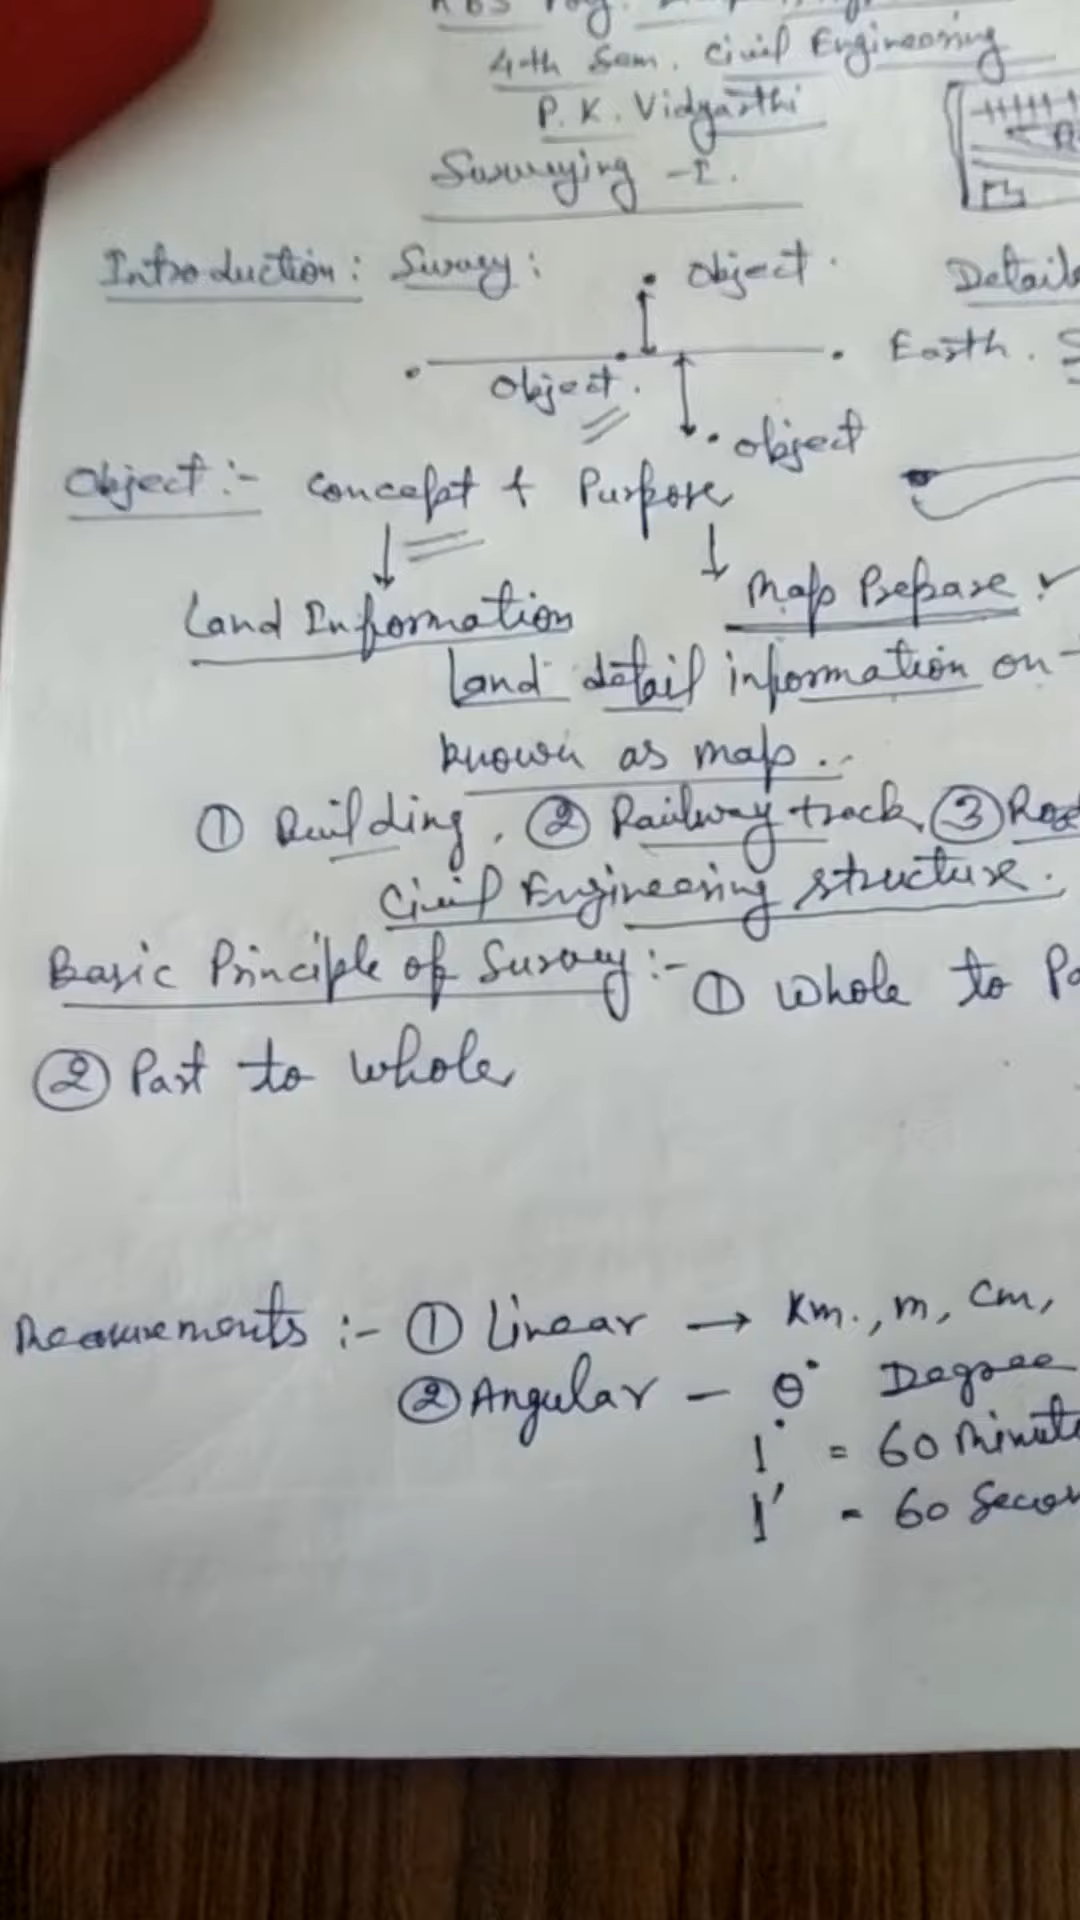 4th Sem. Civil Engineering
P. K. Vidyarthi
Surveying -I.
Introduction: Survey: Object.
Details
Object. Earth.
Object
Object :- Concept + Purpose
Land Information Map Prepare. ✓
Land detail information on
known as map.
① Building, ② Railway track, ③
Civil Engineering structure.
Basic Principle of Survey :- ① Whole to
② Part to whole
Measurements :- ① Linear → Km., m, cm,
② Angular - θ° Degree
1° = 60 Minute
1' = 60